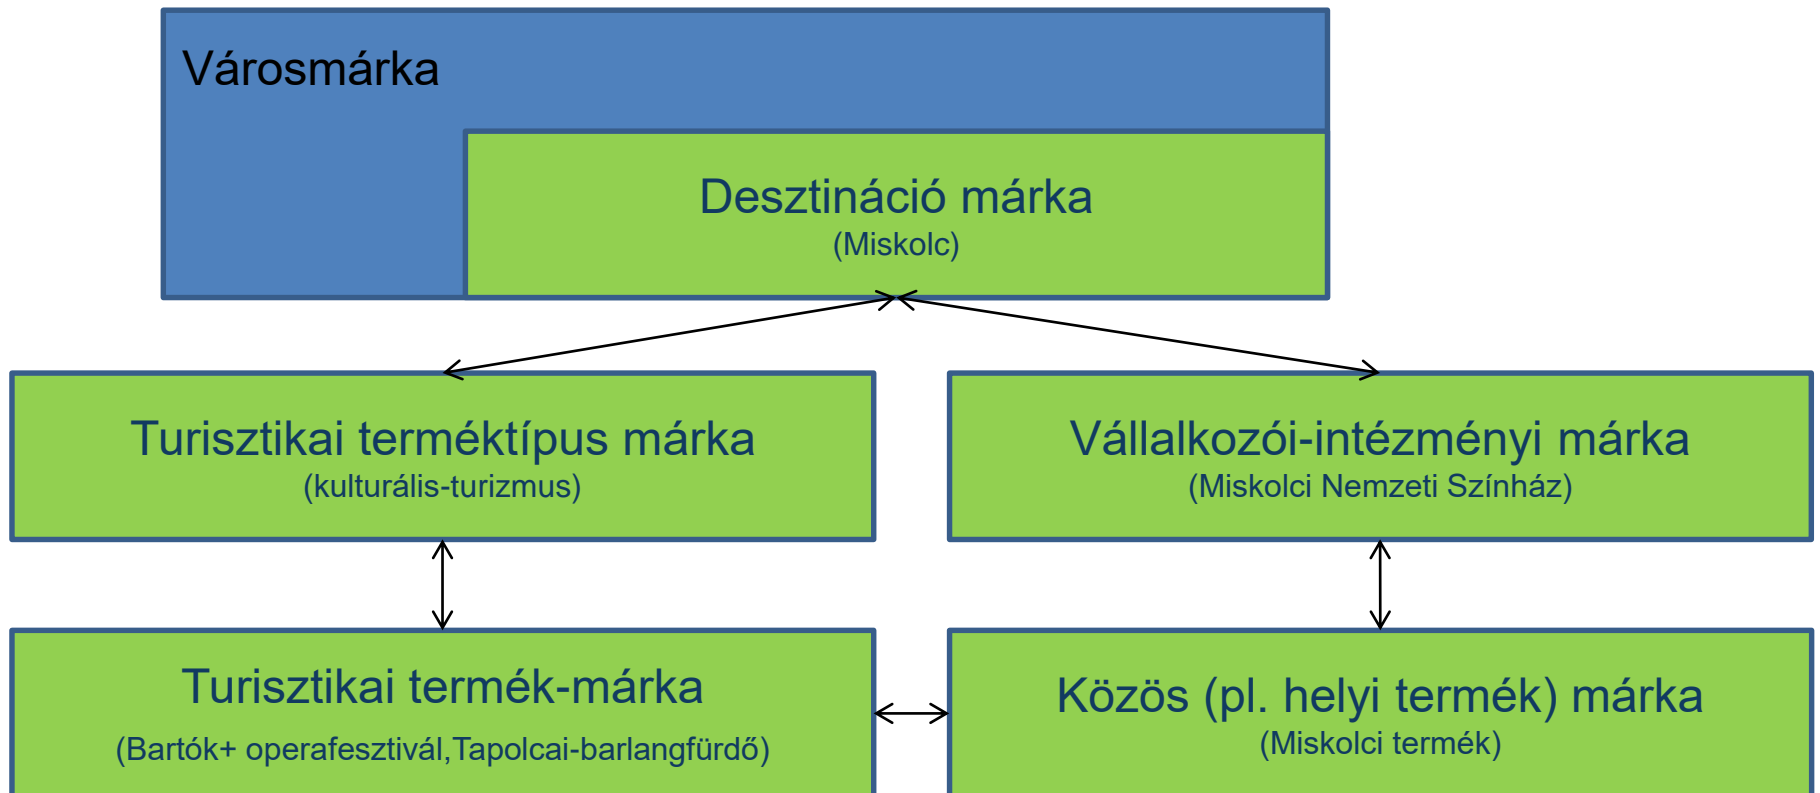 Városmárka
Desztináció márka
(Miskolc)
Turisztikai terméktípus márka
(kulturális-turizmus)
Vállalkozói-intézményi márka
(Miskolci Nemzeti Színház)
Turisztikai termék-márka
(Bartók+ operafesztivál,Tapolcai-barlangfürdő)
Közös (pl. helyi termék) márka
(Miskolci termék)